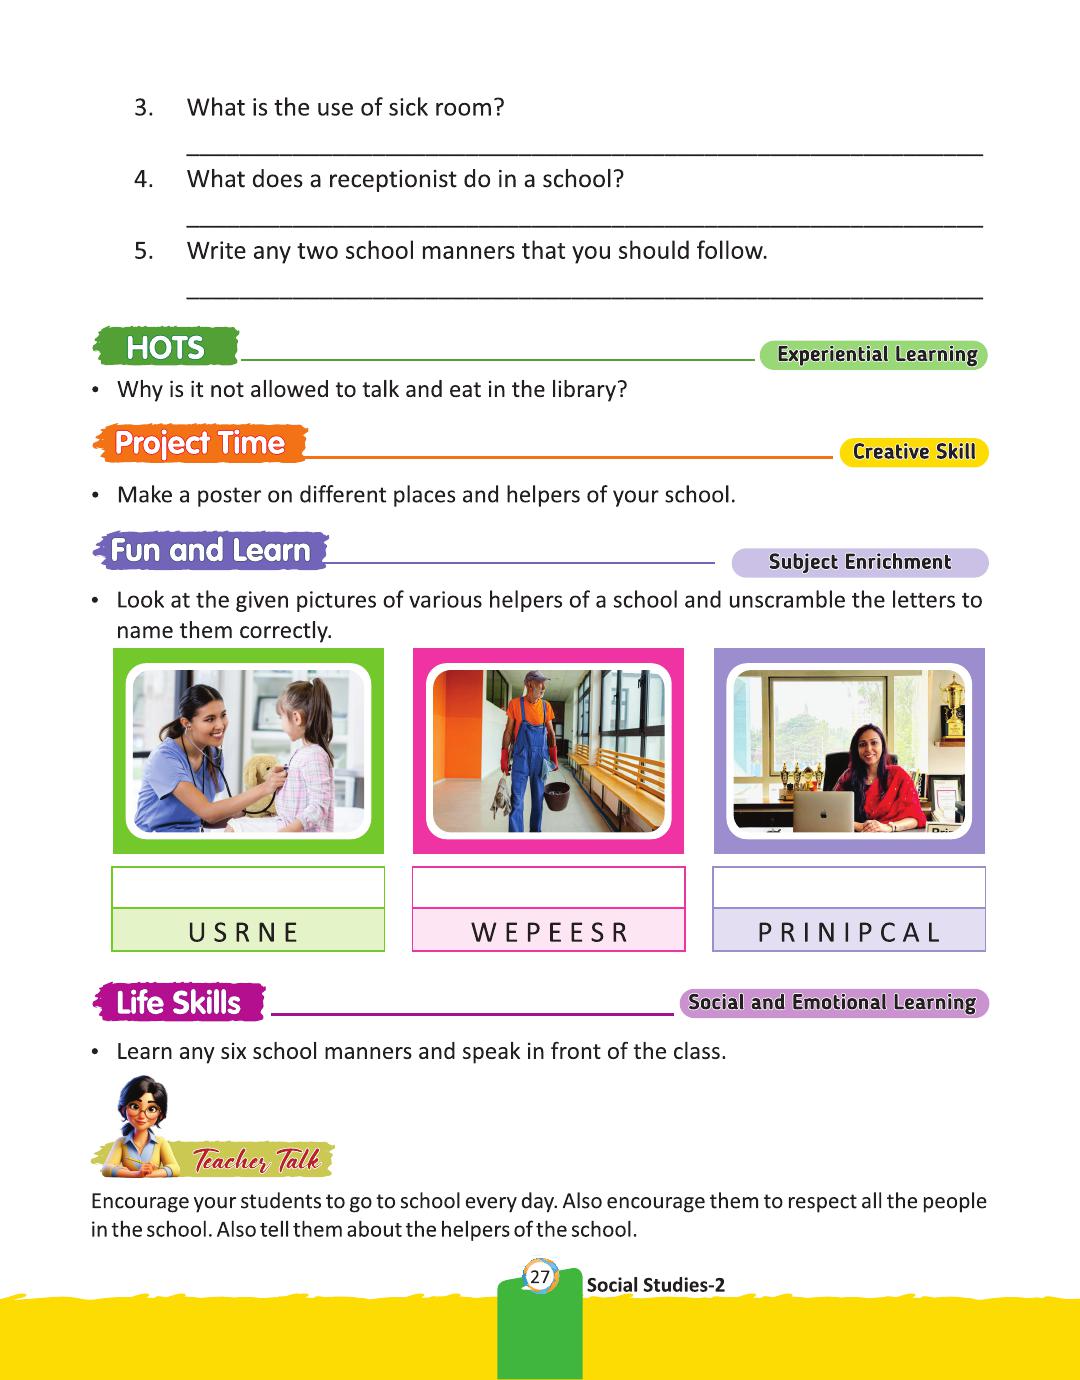 3. What is the use of sick room?
4. What does a receptionist do in a school?
5. Write any two school manners that you should follow.
HOTS
Experiential Learning
• Why is it not allowed to talk and eat in the library?
Project Time
Creative Skill
• Make a poster on different places and helpers of your school.
Fun and Learn
Subject Enrichment
• Look at the given pictures of various helpers of a school and unscramble the letters to
name them correctly.
U S R N E
W E P E E S R
P R I N I P C A L
Life Skills
Social and Emotional Learning
• Learn any six school manners and speak in front of the class.
Teacher Talk
Encourage your students to go to school every day. Also encourage them to respect all the people
in the school. Also tell them about the helpers of the school.
27
Social Studies-2